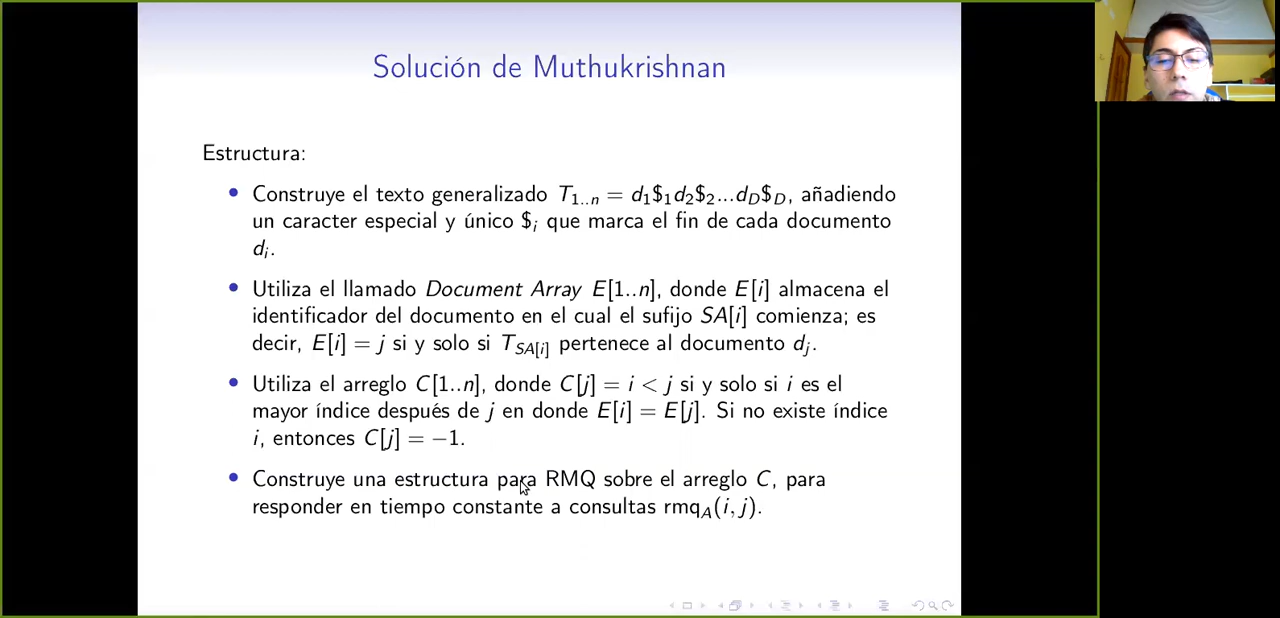 Solución de Muthukrishnan
Estructura:
Construye el texto generalizado T₁..ₙ = d₁$₁d₂$₂...d_D$_D, añadiendo
un caracter especial y único $ᵢ que marca el fin de cada documento
dᵢ.
Utiliza el llamado Document Array E[1..n], donde E[i] almacena el
identificador del documento en el cual el sufijo SA[i] comienza; es
decir, E[i] = j si y solo si T_SA[i] pertenece al documento dⱼ.
Utiliza el arreglo C[1..n], donde C[j] = i < j si y solo si i es el
mayor índice después de j en donde E[i] = E[j]. Si no existe índice
i, entonces C[j] = −1.
Construye una estructura para RMQ sobre el arreglo C, para
responder en tiempo constante a consultas rmq_A(i, j).